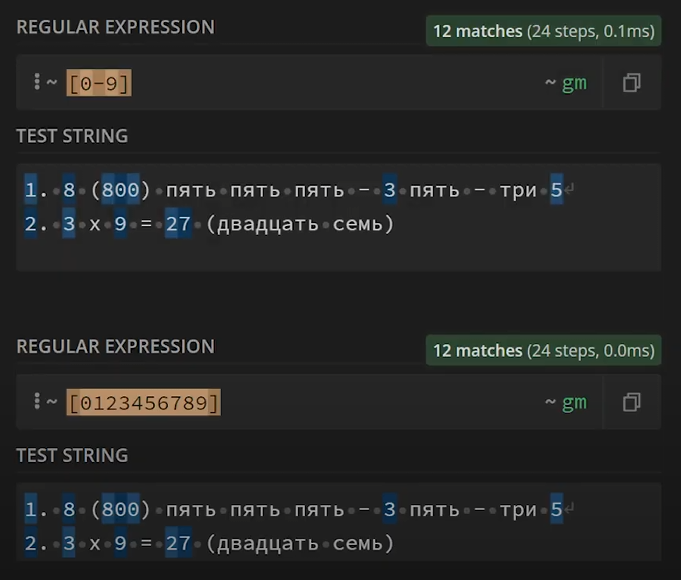 REGULAR EXPRESSION
12 matches (24 steps, 0.1ms)
⁝ ~ [0-9] ~ gm
TEST STRING
1. 8 (800) пять пять пять - 3 пять - три 5↵
2. 3 x 9 = 27 (двадцать семь)
REGULAR EXPRESSION
12 matches (24 steps, 0.0ms)
⁝ ~ [0123456789] ~ gm
TEST STRING
1. 8 (800) пять пять пять - 3 пять - три 5↵
2. 3 x 9 = 27 (двадцать семь)